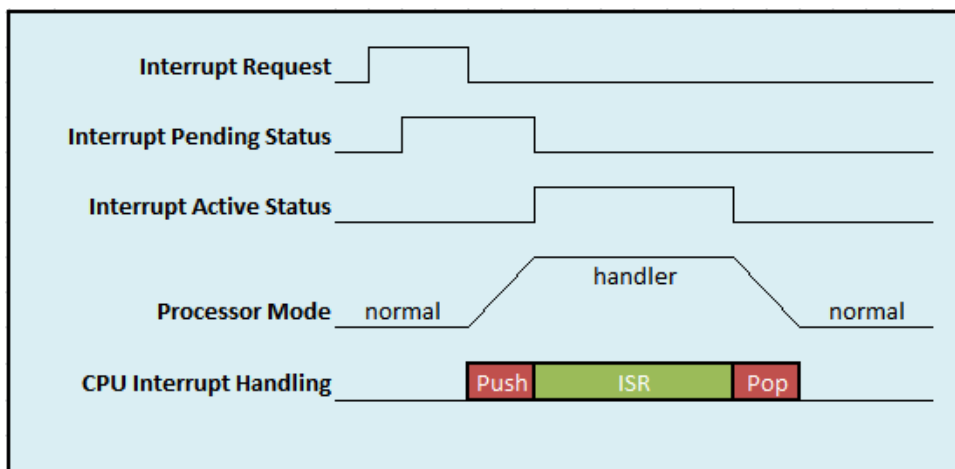 Interrupt Request
Interrupt Pending Status
Interrupt Active Status
handler
Processor Mode normal normal
CPU Interrupt Handling Push ISR Pop